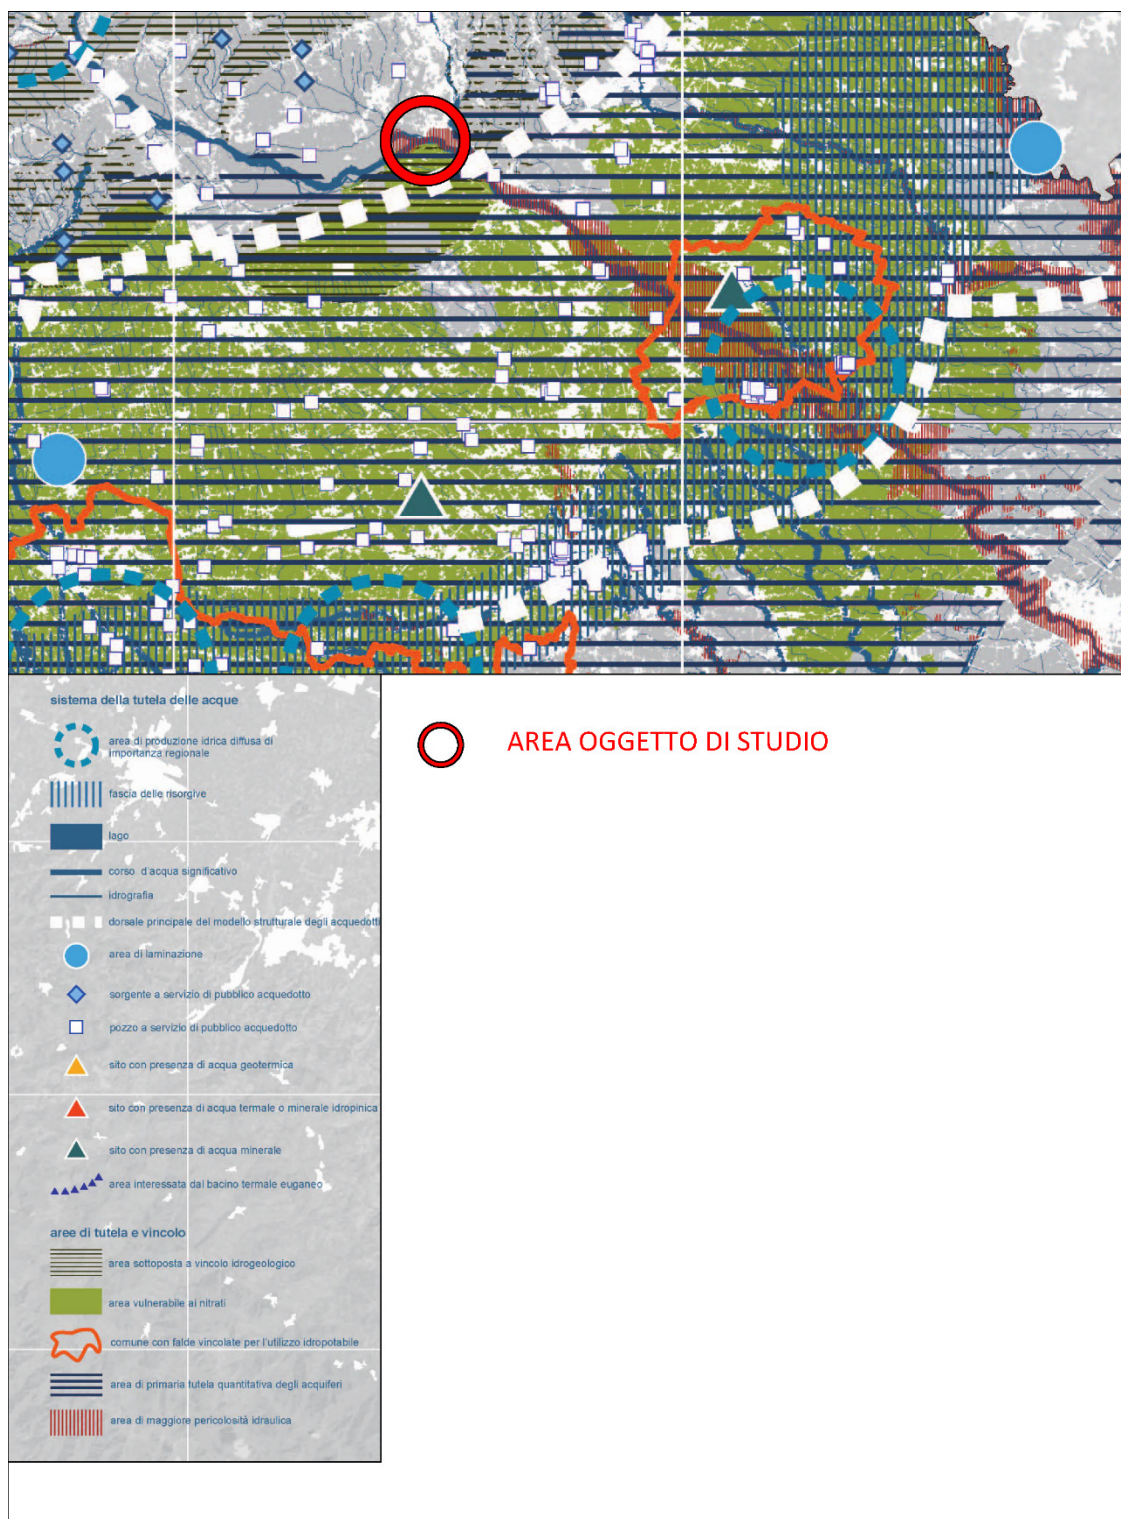 sistema della tutela delle acque
area di produzione idrica diffusa di
importanza regionale
fascia delle risorgive
lago
corso d'acqua significativo
idrografia
dorsale principale del modello strutturale degli acquedotti
area di laminazione
sorgente a servizio di pubblico acquedotto
pozzo a servizio di pubblico acquedotto
sito con presenza di acqua geotermica
sito con presenza di acqua termale o minerale idropinica
sito con presenza di acqua minerale
area interessata dal bacino termale euganeo
aree di tutela e vincolo
area sottoposta a vincolo idrogeologico
area vulnerabile ai nitrati
comune con falde vincolate per l'utilizzo idropotabile
area di primaria tutela quantitativa degli acquiferi
area di maggiore pericolosità idraulica
AREA OGGETTO DI STUDIO